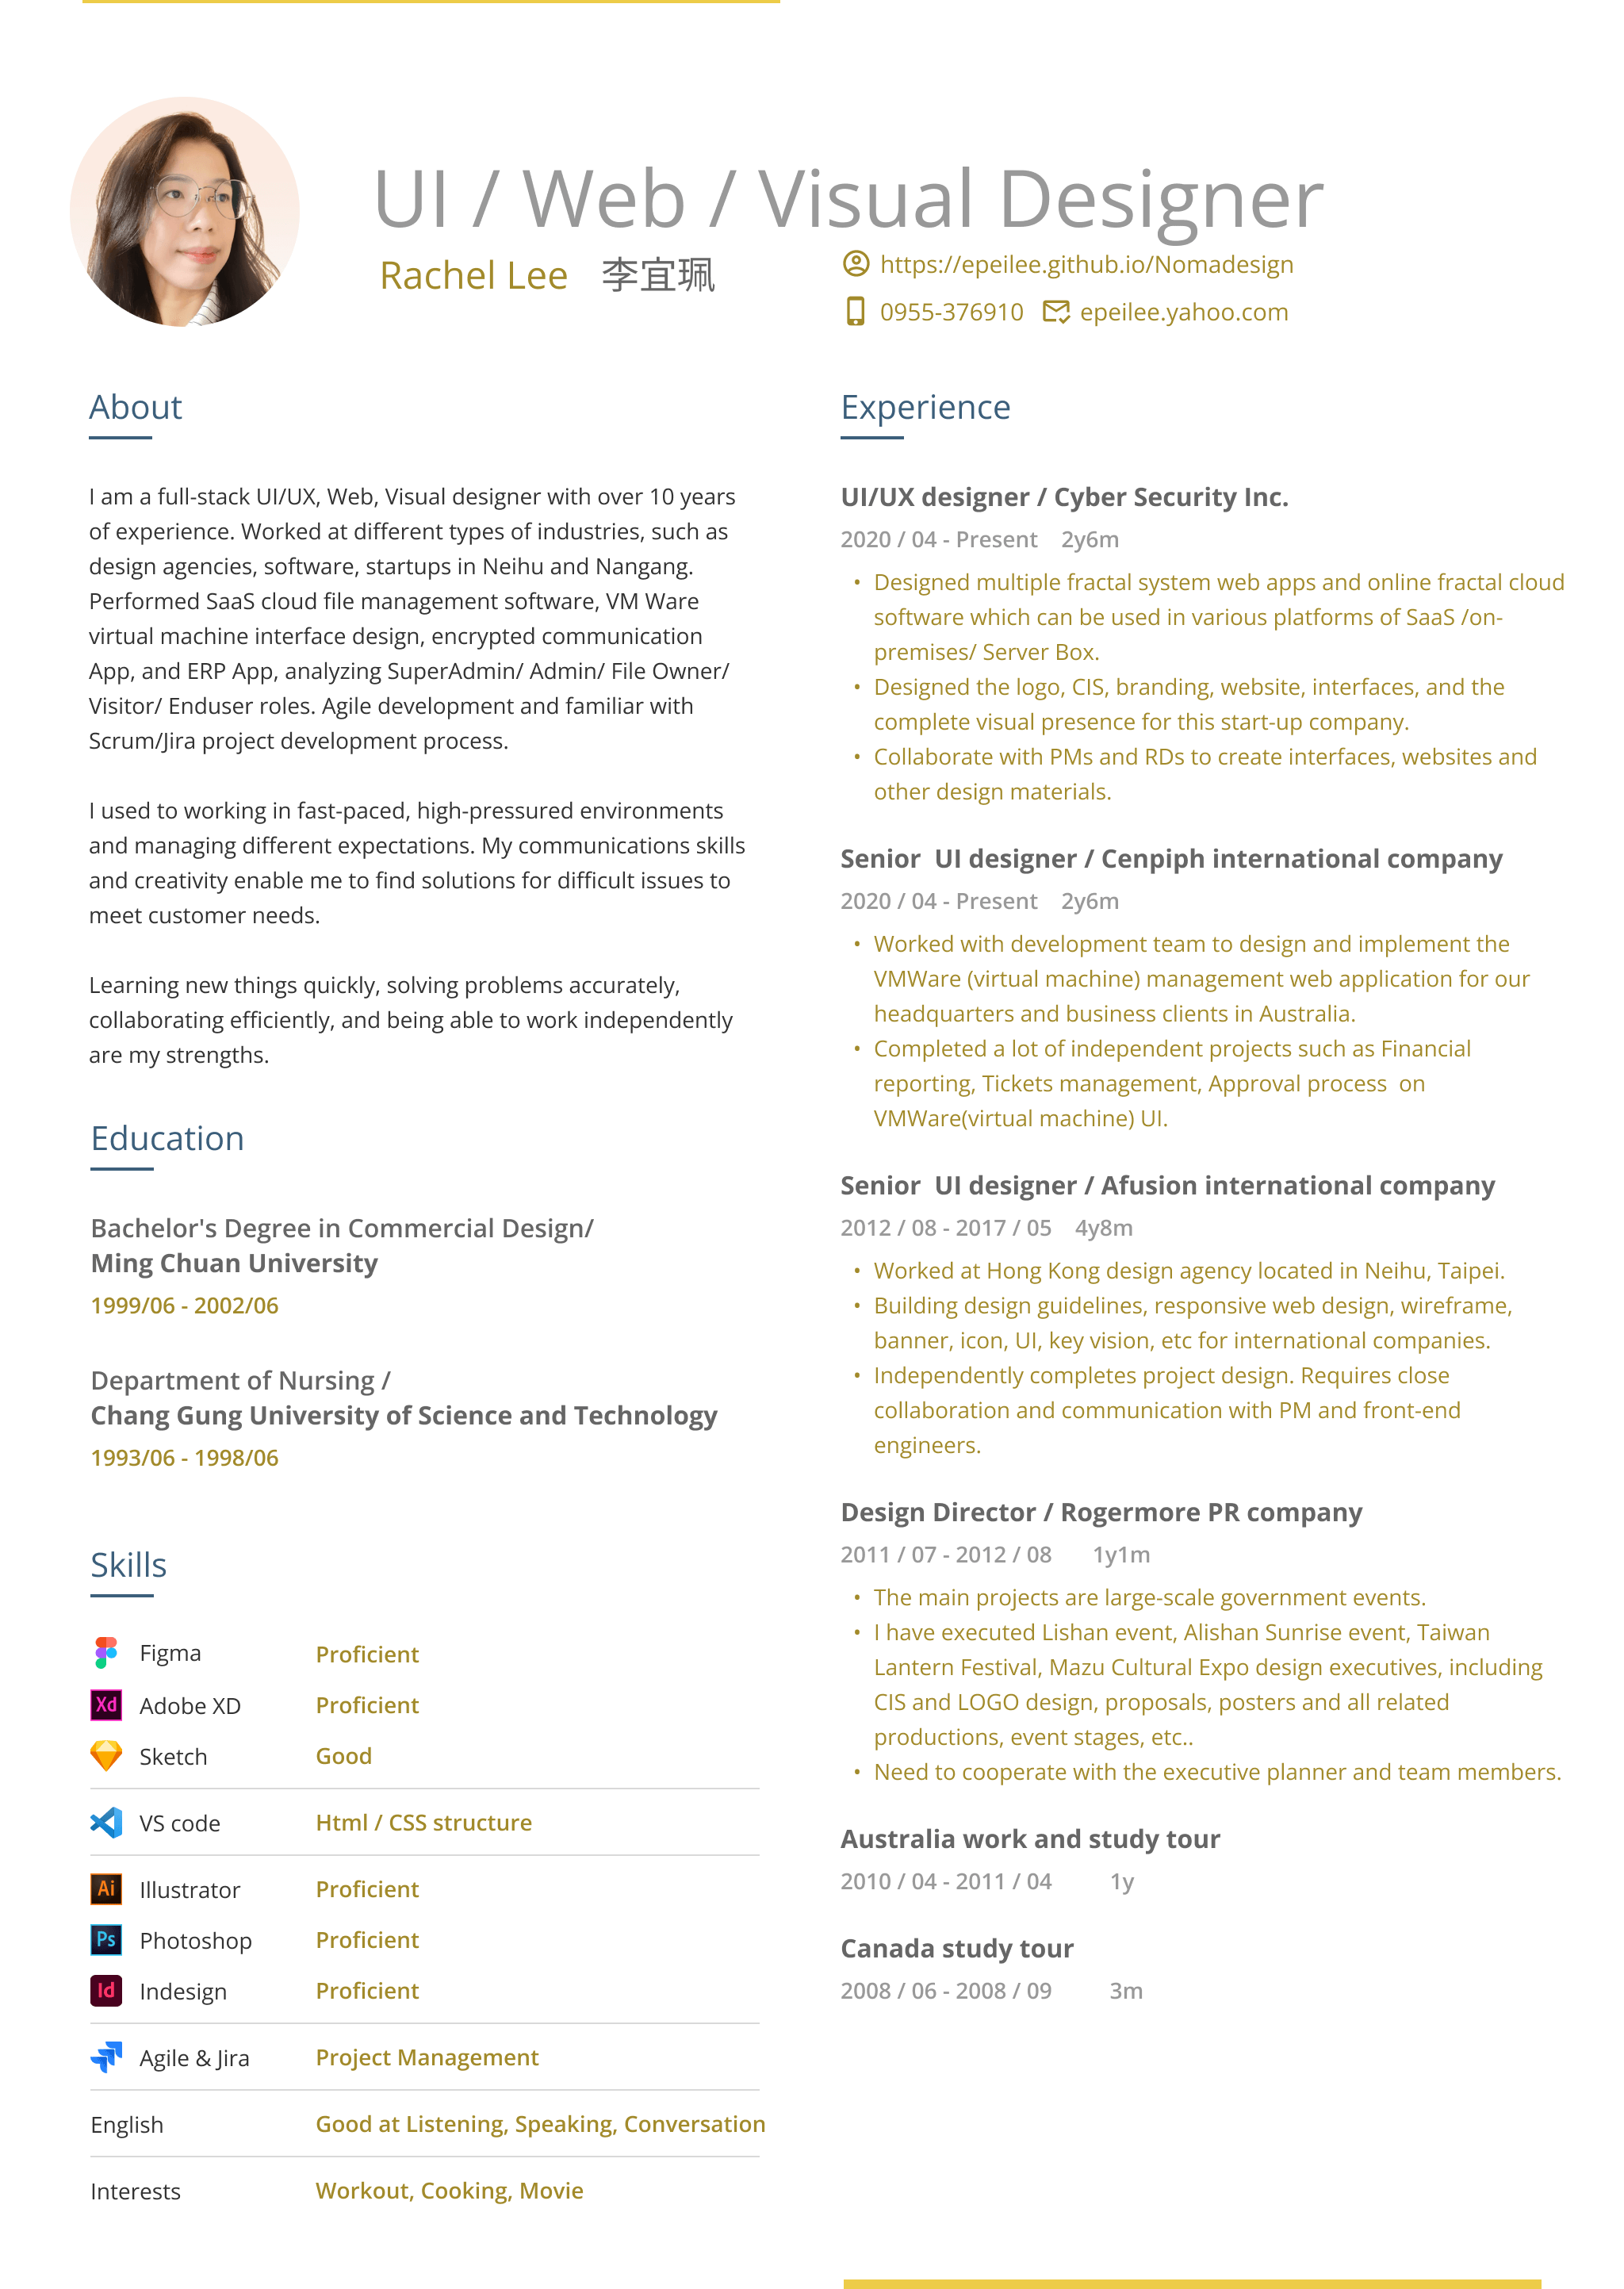 UI / Web / Visual Designer
Rachel Lee 李宜珮
https://epeilee.github.io/Nomadesign
0955-376910 epeilee.yahoo.com
About
I am a full-stack UI/UX, Web, Visual designer with over 10 years
of experience. Worked at different types of industries, such as
design agencies, software, startups in Neihu and Nangang.
Performed SaaS cloud file management software, VM Ware
virtual machine interface design, encrypted communication
App, and ERP App, analyzing SuperAdmin/ Admin/ File Owner/
Visitor/ Enduser roles. Agile development and familiar with
Scrum/Jira project development process.
I used to working in fast-paced, high-pressured environments
and managing different expectations. My communications skills
and creativity enable me to find solutions for difficult issues to
meet customer needs.
Learning new things quickly, solving problems accurately,
collaborating efficiently, and being able to work independently
are my strengths.
Education
Bachelor's Degree in Commercial Design/
Ming Chuan University
1999/06 - 2002/06
Department of Nursing /
Chang Gung University of Science and Technology
1993/06 - 1998/06
Skills
Figma Proficient
Xd Adobe XD Proficient
Sketch Good
VS code Html / CSS structure
Ai Illustrator Proficient
Ps Photoshop Proficient
Id Indesign Proficient
Agile & Jira Project Management
English Good at Listening, Speaking, Conversation
Interests Workout, Cooking, Movie
Experience
UI/UX designer / Cyber Security Inc.
2020 / 04 - Present 2y6m
• Designed multiple fractal system web apps and online fractal cloud
software which can be used in various platforms of SaaS /on-
premises/ Server Box.
• Designed the logo, CIS, branding, website, interfaces, and the
complete visual presence for this start-up company.
• Collaborate with PMs and RDs to create interfaces, websites and
other design materials.
Senior UI designer / Cenpiph international company
2020 / 04 - Present 2y6m
• Worked with development team to design and implement the
VMWare (virtual machine) management web application for our
headquarters and business clients in Australia.
• Completed a lot of independent projects such as Financial
reporting, Tickets management, Approval process on
VMWare(virtual machine) UI.
Senior UI designer / Afusion international company
2012 / 08 - 2017 / 05 4y8m
• Worked at Hong Kong design agency located in Neihu, Taipei.
• Building design guidelines, responsive web design, wireframe,
banner, icon, UI, key vision, etc for international companies.
• Independently completes project design. Requires close
collaboration and communication with PM and front-end
engineers.
Design Director / Rogermore PR company
2011 / 07 - 2012 / 08 1y1m
• The main projects are large-scale government events.
• I have executed Lishan event, Alishan Sunrise event, Taiwan
Lantern Festival, Mazu Cultural Expo design executives, including
CIS and LOGO design, proposals, posters and all related
productions, event stages, etc..
• Need to cooperate with the executive planner and team members.
Australia work and study tour
2010 / 04 - 2011 / 04 1y
Canada study tour
2008 / 06 - 2008 / 09 3m